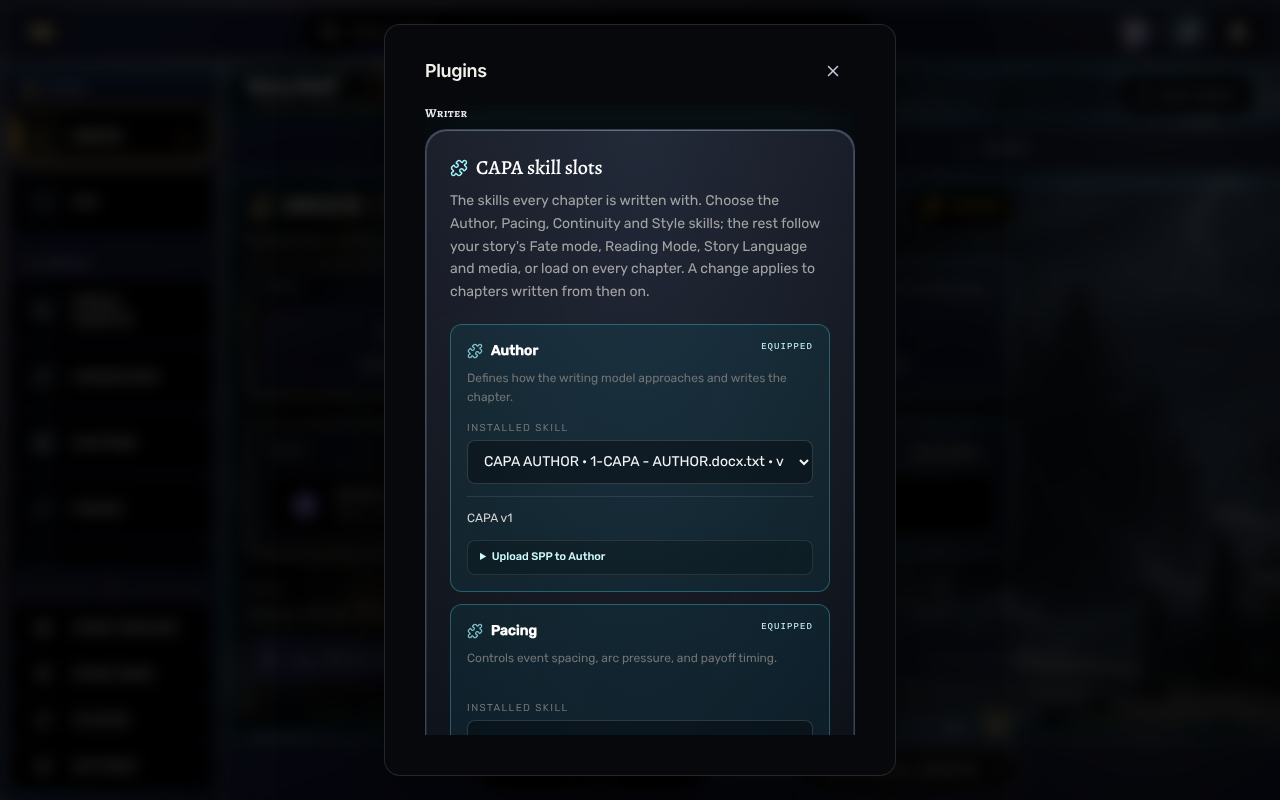 Plugins
Writer
CAPA skill slots
The skills every chapter is written with. Choose the
Author, Pacing, Continuity and Style skills; the rest follow
your story's Fate mode, Reading Mode, Story Language
and media, or load on every chapter. A change applies to
chapters written from then on.
Author
EQUIPPED
Defines how the writing model approaches and writes the
chapter.
INSTALLED SKILL
CAPA AUTHOR • 1-CAPA - AUTHOR.docx.txt • v
CAPA v1
Upload SPP to Author
Pacing
EQUIPPED
Controls event spacing, arc pressure, and payoff timing.
INSTALLED SKILL